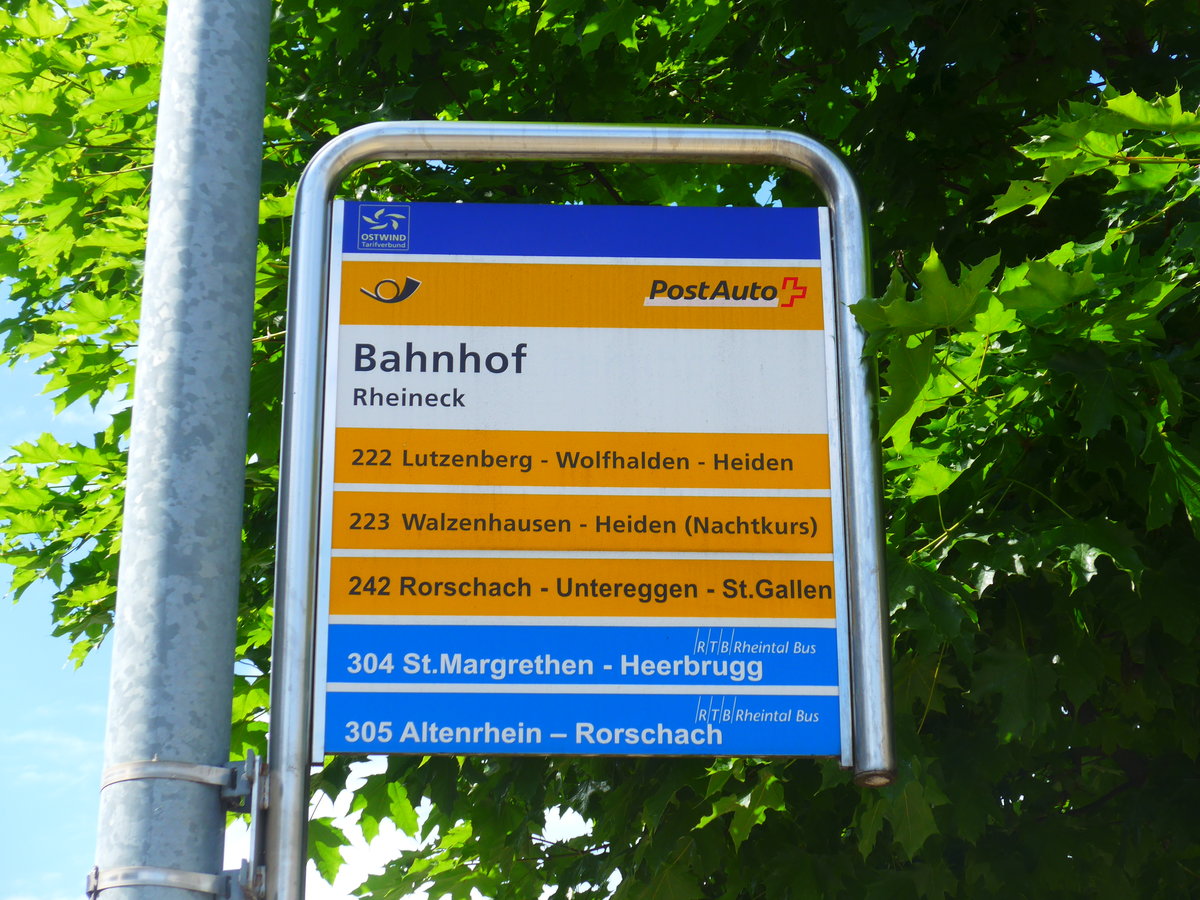 OSTWIND
Tarifverbund
PostAuto
Bahnhof
Rheineck
222 Lutzenberg - Wolfhalden - Heiden
223 Walzenhausen - Heiden (Nachtkurs)
242 Rorschach - Untereggen - St.Gallen
RTB Rheintal Bus
304 St.Margrethen - Heerbrugg
RTB Rheintal Bus
305 Altenrhein – Rorschach